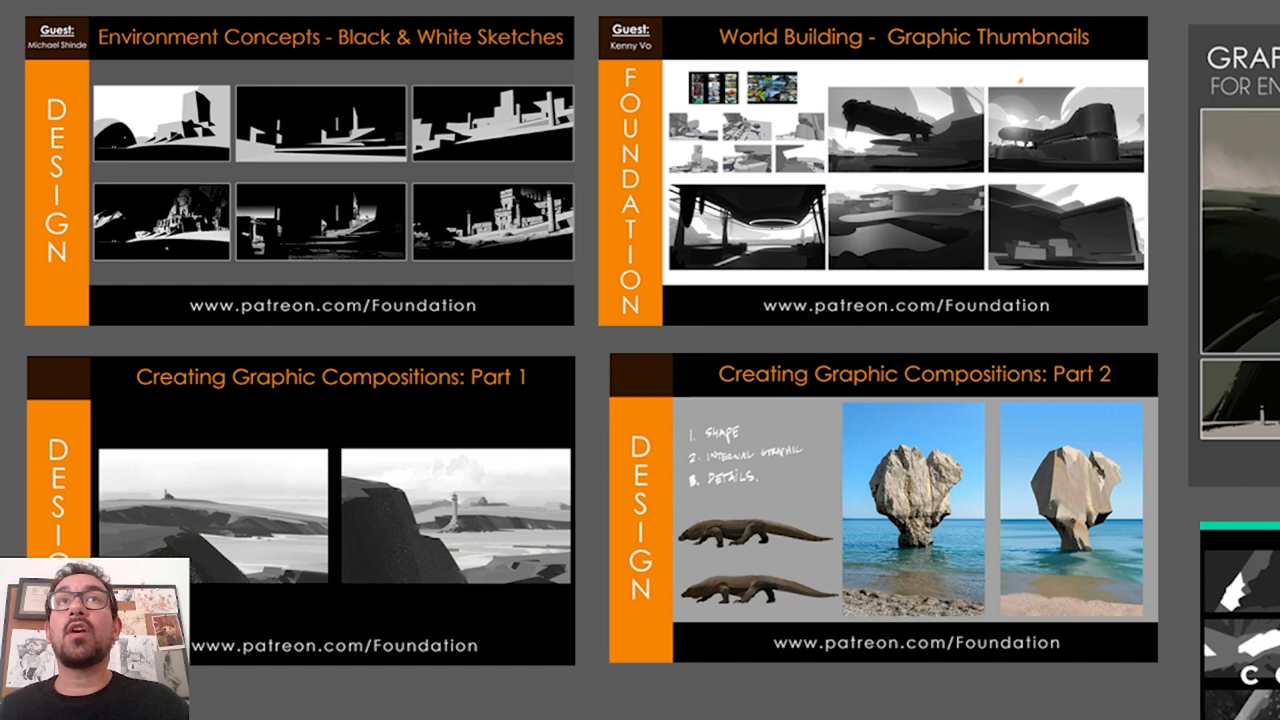 Guest:
Michael Shinde
Environment Concepts - Black & White Sketches
DESIGN
www.patreon.com/Foundation
Guest:
Kenny Vo
World Building - Graphic Thumbnails
FOUNDATION
www.patreon.com/Foundation
Creating Graphic Compositions: Part 1
DESIGN
www.patreon.com/Foundation
Creating Graphic Compositions: Part 2
DESIGN
1. SHAPE
2. INTERNAL GRAPHIC
3. DETAILS.
www.patreon.com/Foundation
GRAP
FOR EN
C